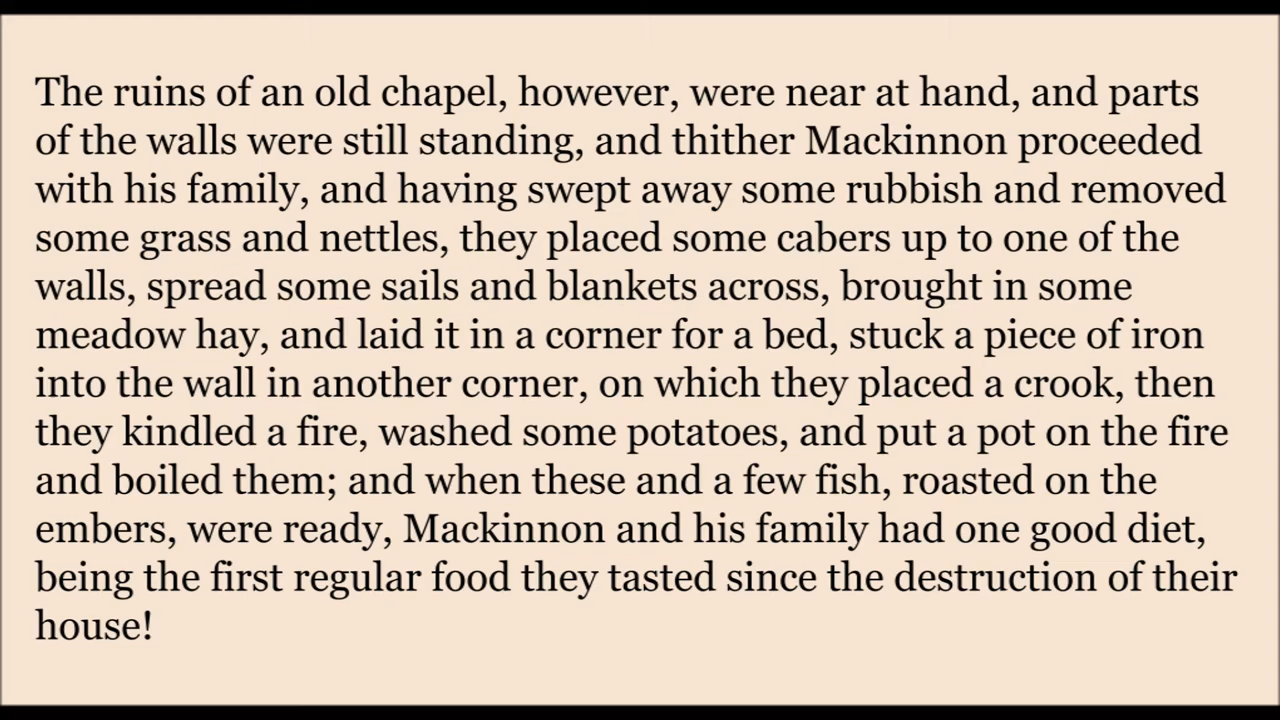 The ruins of an old chapel, however, were near at hand, and parts
of the walls were still standing, and thither Mackinnon proceeded
with his family, and having swept away some rubbish and removed
some grass and nettles, they placed some cabers up to one of the
walls, spread some sails and blankets across, brought in some
meadow hay, and laid it in a corner for a bed, stuck a piece of iron
into the wall in another corner, on which they placed a crook, then
they kindled a fire, washed some potatoes, and put a pot on the fire
and boiled them; and when these and a few fish, roasted on the
embers, were ready, Mackinnon and his family had one good diet,
being the first regular food they tasted since the destruction of their
house!